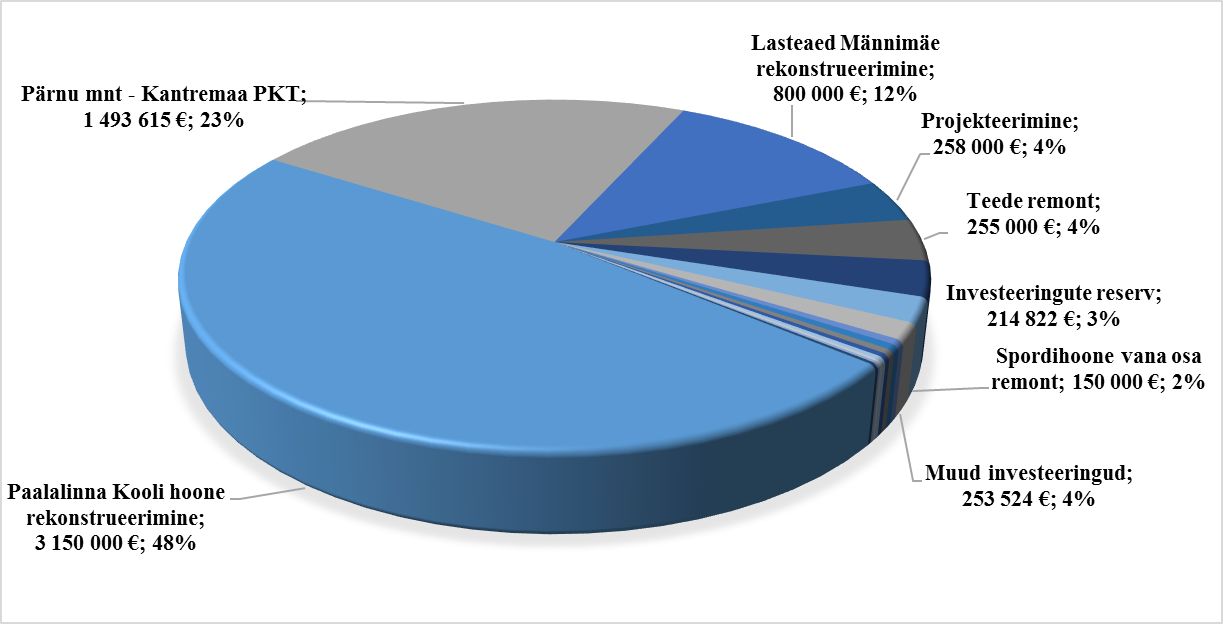 Lasteaed Männimäe
rekonstrueerimine;
800 000 €; 12%
Pärnu mnt - Kantremaa PKT;
1 493 615 €; 23%
Projekteerimine;
258 000 €; 4%
Teede remont;
255 000 €; 4%
Investeeringute reserv;
214 822 €; 3%
Spordihoone vana osa
remont; 150 000 €; 2%
Muud investeeringud;
253 524 €; 4%
Paalalinna Kooli hoone
rekonstrueerimine;
3 150 000 €; 48%